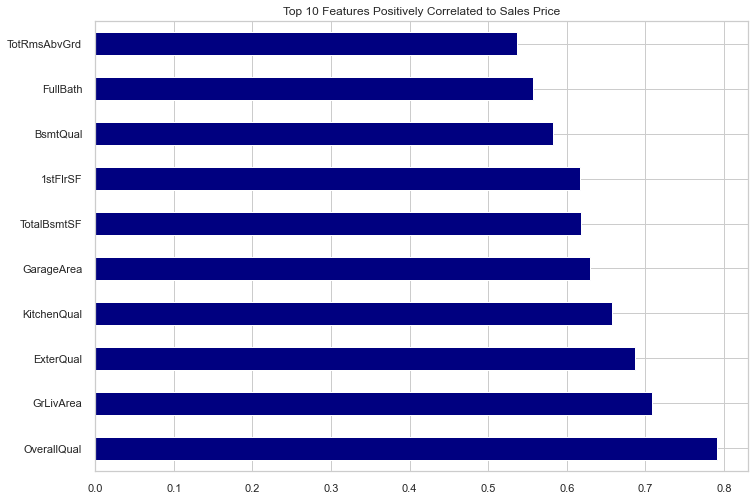 Top 10 Features Positively Correlated to Sales Price
TotRmsAbvGrd
FullBath
BsmtQual
1stFlrSF
TotalBsmtSF
GarageArea
KitchenQual
ExterQual
GrLivArea
OverallQual
0.0 0.1 0.2 0.3 0.4 0.5 0.6 0.7 0.8